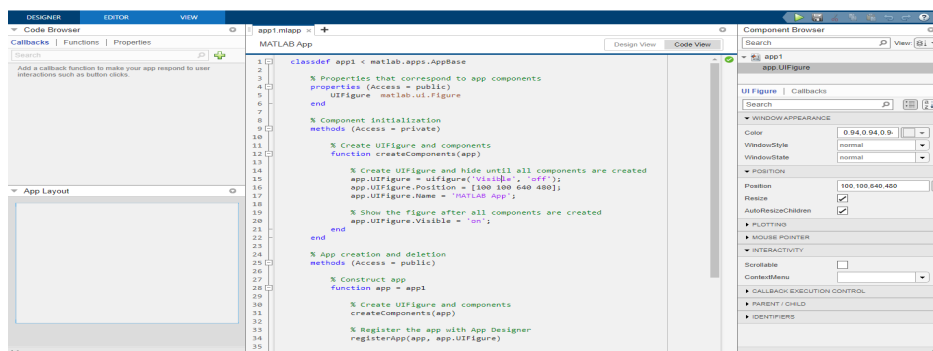 DESIGNER EDITOR VIEW
Code Browser
Callbacks | Functions | Properties
Search
Add a callback function to make your app respond to user
interactions such as button clicks.
App Layout
app1.mlapp × +
MATLAB App
Design View Code View
1 classdef app1 < matlab.apps.AppBase
2
3 % Properties that correspond to app components
4 properties (Access = public)
5 UIFigure matlab.ui.Figure
6 end
7
8 % Component initialization
9 methods (Access = private)
10
11 % Create UIFigure and components
12 function createComponents(app)
13
14 % Create UIFigure and hide until all components are created
15 app.UIFigure = uifigure('Visible', 'off');
16 app.UIFigure.Position = [100 100 640 480];
17 app.UIFigure.Name = 'MATLAB App';
18
19 % Show the figure after all components are created
20 app.UIFigure.Visible = 'on';
21 end
22 end
23
24 % App creation and deletion
25 methods (Access = public)
26
27 % Construct app
28 function app = app1
29
30 % Create UIFigure and components
31 createComponents(app)
32
33 % Register the app with App Designer
34 registerApp(app, app.UIFigure)
35
Component Browser
Search View:
app1
app.UIFigure
UI Figure | Callbacks
Search
WINDOW APPEARANCE
Color 0.94,0.94,0.9
WindowStyle normal
WindowState normal
POSITION
Position 100,100,640,480
Resize
AutoResizeChildren
PLOTTING
MOUSE POINTER
INTERACTIVITY
Scrollable
ContextMenu
CALLBACK EXECUTION CONTROL
PARENT / CHILD
IDENTIFIERS